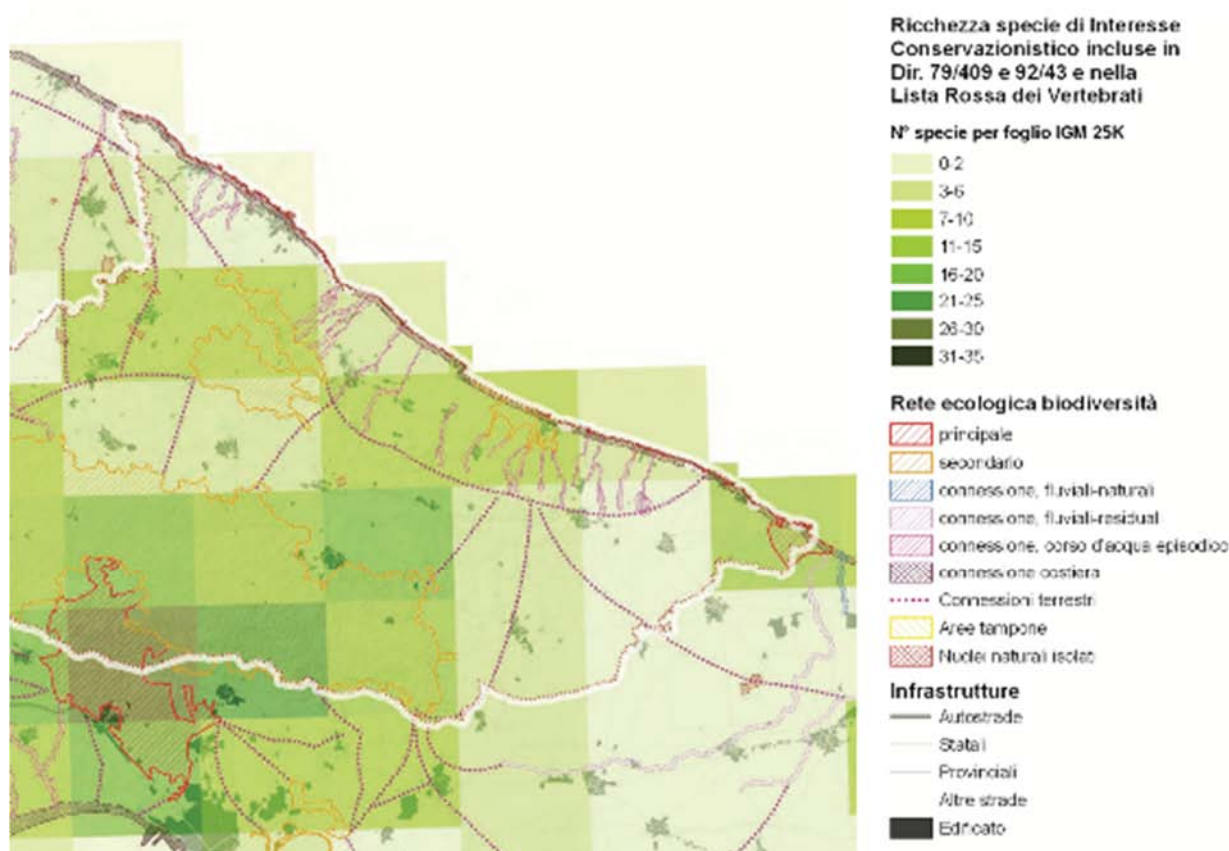 Ricchezza specie di Interesse
Conservazionistico incluse in
Dir. 79/409 e 92/43 e nella
Lista Rossa dei Vertebrati
N° specie per foglio IGM 25K
0-2
3-6
7-10
11-15
16-20
21-25
26-30
31-35
Rete ecologica biodiversità
principale
secondario
connessione, fluviali-naturali
connessione, fluviali-residuali
connessione, corso d'acqua episodico
connessione costiera
Connessioni terrestri
Aree tampone
Nuclei naturali isolati
Infrastrutture
Autostrade
Statali
Provinciali
Altre strade
Edificato